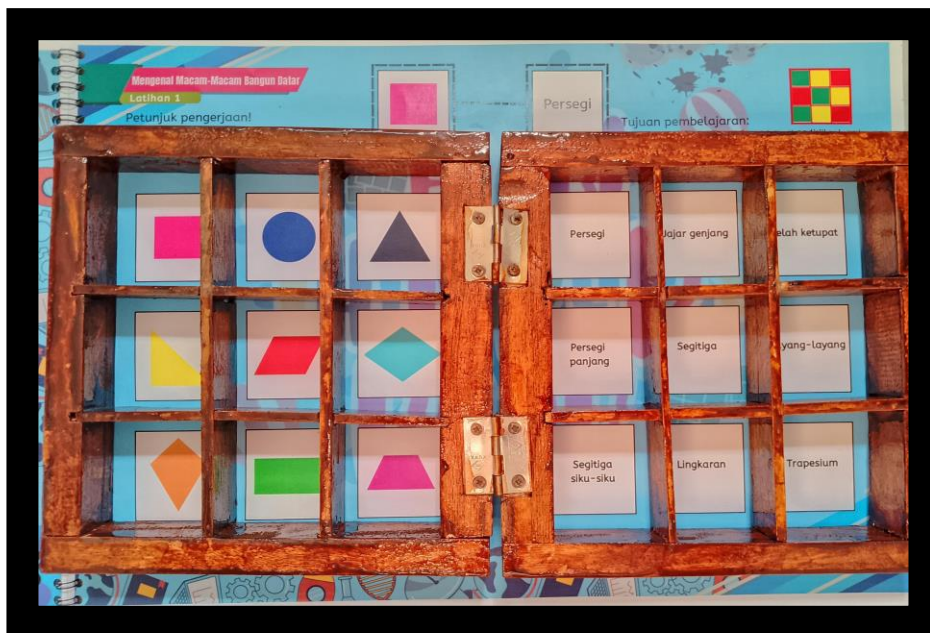 Mengenal Macam-Macam Bangun Datar
Latihan 1
Petunjuk pengerjaan!
Persegi
Tujuan pembelajaran:
Persegi
Jajar genjang
elah ketupat
Persegi
panjang
Segitiga
yang-layang
Segitiga
siku-siku
Lingkaran
Trapesium